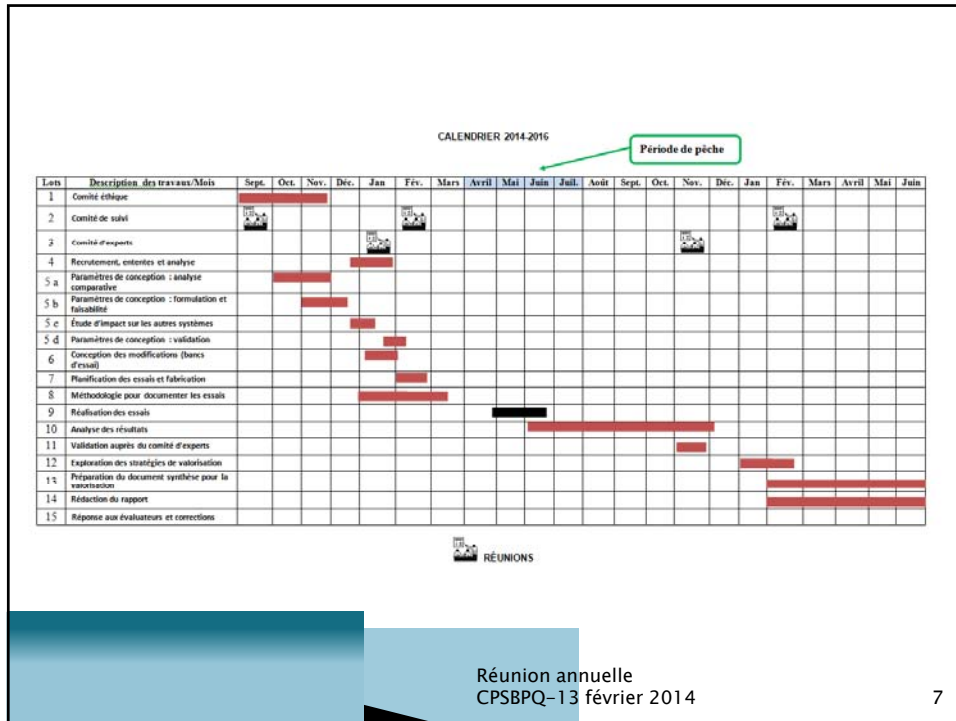 CALENDRIER 2014-2016
Période de pêche
Lots Description des travaux/Mois Sept. Oct. Nov. Déc. Jan Fév. Mars Avril Mai Juin Juil. Août Sept. Oct. Nov. Déc. Jan Fév. Mars Avril Mai Juin
1 Comité éthique
2 Comité de suivi
3 Comité d'experts
4 Recrutement, ententes et analyse
5 a Paramètres de conception : analyse
comparative
5 b Paramètres de conception : formulation et
faisabilité
5 c Étude d'impact sur les autres systèmes
5 d Paramètres de conception : validation
6 Conception des modifications (bancs
d'essai)
7 Planification des essais et fabrication
8 Méthodologie pour documenter les essais
9 Réalisation des essais
10 Analyse des résultats
11 Validation auprès du comité d'experts
12 Exploration des stratégies de valorisation
13 Préparation du document synthèse pour la
valorisation
14 Rédaction du rapport
15 Réponse aux évaluateurs et corrections
RÉUNIONS
Réunion annuelle
CPSBPQ-13 février 2014 7